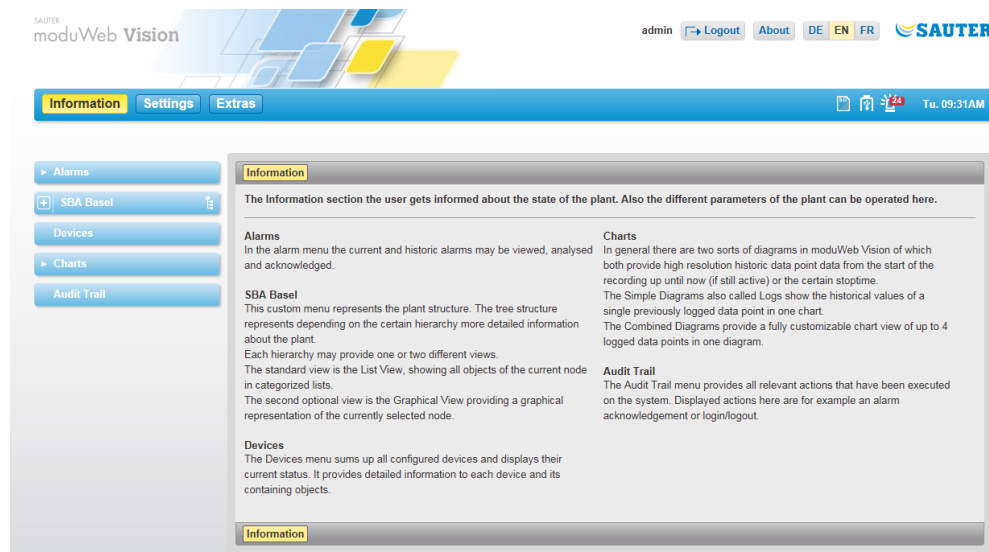 SAUTER
moduWeb Vision
admin Logout About DE EN FR SAUTER
Information Settings Extras
24 Tu. 09:31AM
Alarms
SBA Basel
Devices
Charts
Audit Trail
Information
The Information section the user gets informed about the state of the plant. Also the different parameters of the plant can be operated here.
Alarms
In the alarm menu the current and historic alarms may be viewed, analysed
and acknowledged.
SBA Basel
This custom menu represents the plant structure. The tree structure
represents depending on the certain hierarchy more detailed information
about the plant.
Each hierarchy may provide one or two different views.
The standard view is the List View, showing all objects of the current node
in categorized lists.
The second optional view is the Graphical View providing a graphical
representation of the currently selected node.
Devices
The Devices menu sums up all configured devices and displays their
current status. It provides detailed information to each device and its
containing objects.
Charts
In general there are two sorts of diagrams in moduWeb Vision of which
both provide high resolution historic data point data from the start of the
recording up until now (if still active) or the certain stoptime.
The Simple Diagrams also called Logs show the historical values of a
single previously logged data point in one chart.
The Combined Diagrams provide a fully customizable chart view of up to 4
logged data points in one diagram.
Audit Trail
The Audit Trail menu provides all relevant actions that have been executed
on the system. Displayed actions here are for example an alarm
acknowledgement or login/logout.
Information